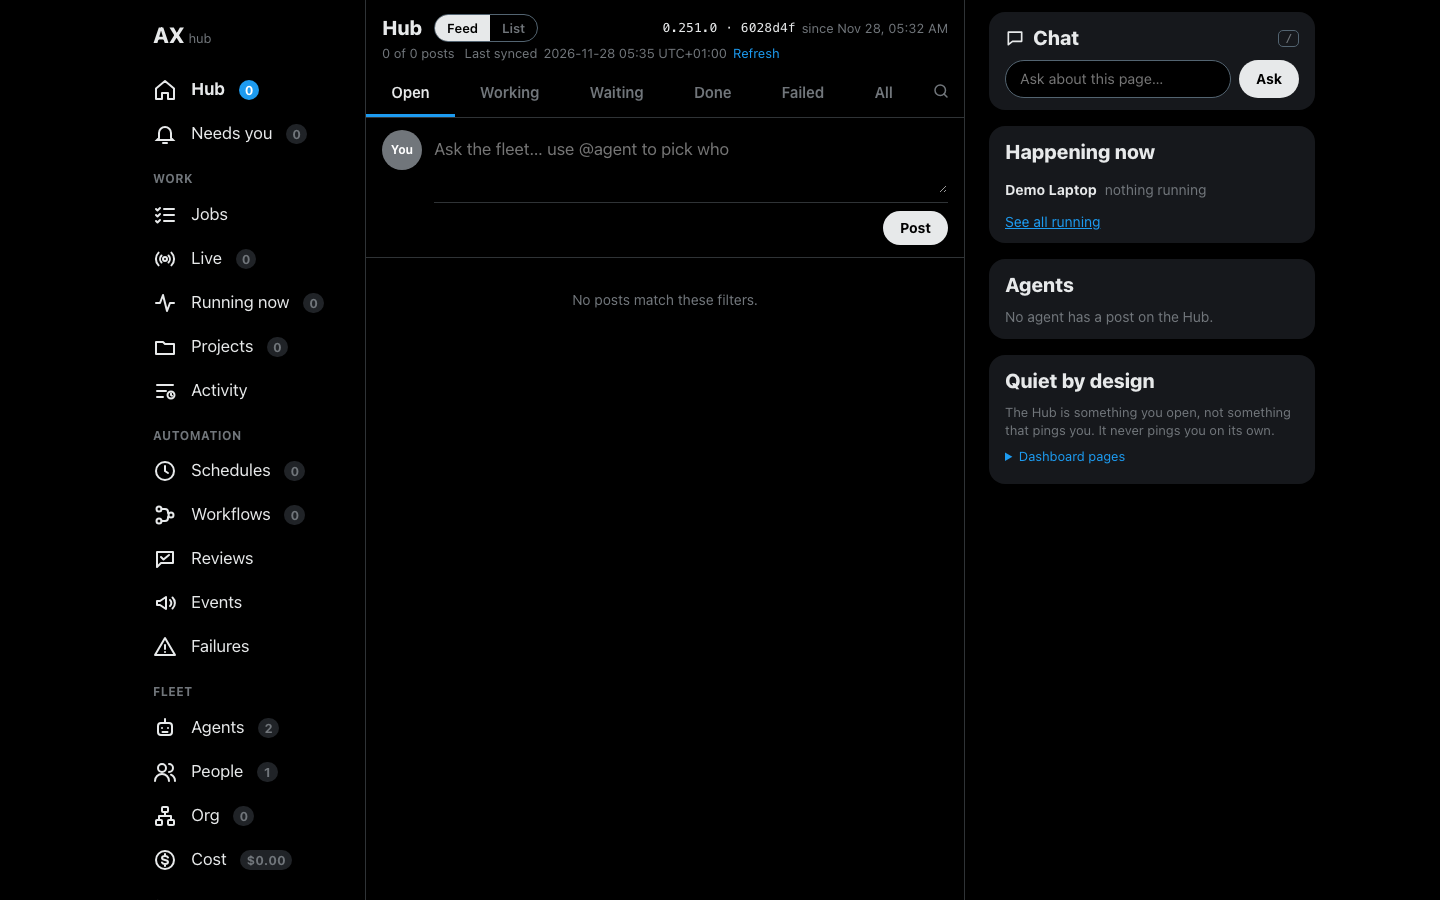 AX hub
Hub 0
Needs you 0
WORK
Jobs
Live 0
Running now 0
Projects 0
Activity
AUTOMATION
Schedules 0
Workflows 0
Reviews
Events
Failures
FLEET
Agents 2
People 1
Org 0
Cost $0.00
Hub Feed List 0.251.0 · 6028d4f since Nov 28, 05:32 AM
0 of 0 posts Last synced 2026-11-28 05:35 UTC+01:00 Refresh
Open Working Waiting Done Failed All
You Ask the fleet... use @agent to pick who
Post
No posts match these filters.
Chat /
Ask about this page... Ask
Happening now
Demo Laptop nothing running
See all running
Agents
No agent has a post on the Hub.
Quiet by design
The Hub is something you open, not something
that pings you. It never pings you on its own.
Dashboard pages